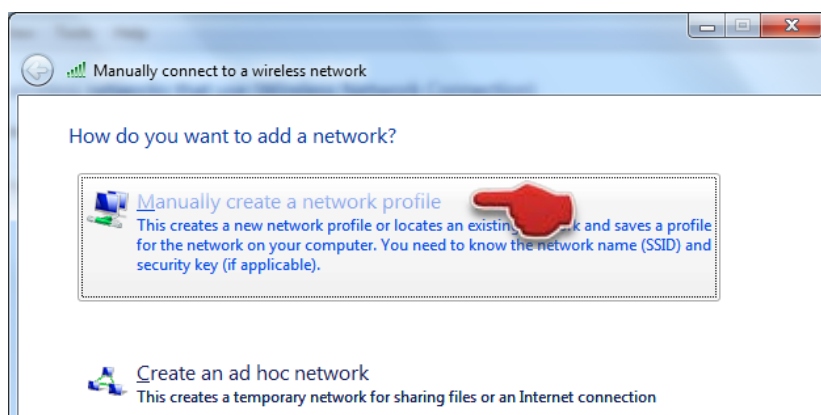 Tools Help
Manually connect to a wireless network
How do you want to add a network?
Manually create a network profile
This creates a new network profile or locates an existing and saves a profile
for the network on your computer. You need to know the network name (SSID) and
security key (if applicable).
Create an ad hoc network
This creates a temporary network for sharing files or an Internet connection